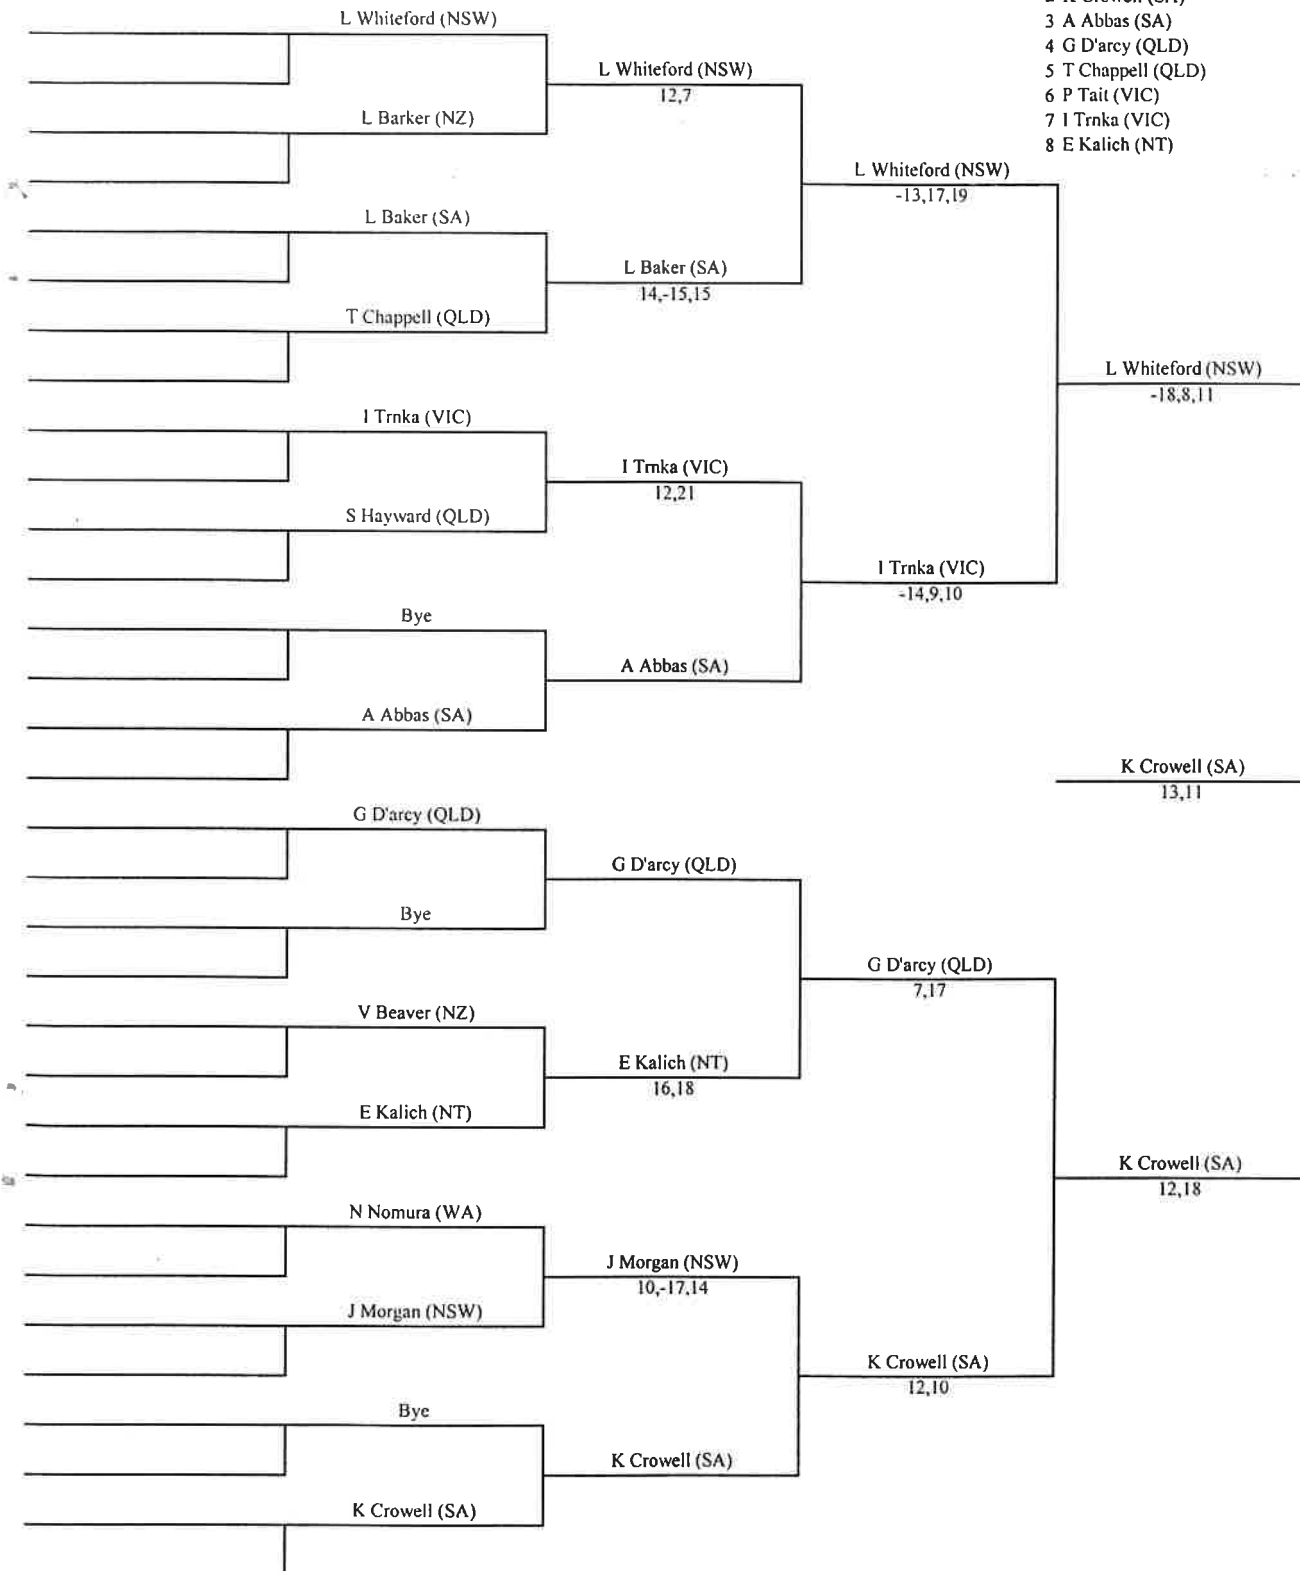 L Whiteford (NSW)
L Barker (NZ)
L Baker (SA)
T Chappell (QLD)
I Trnka (VIC)
S Hayward (QLD)
Bye
A Abbas (SA)
G D'arcy (QLD)
Bye
V Beaver (NZ)
E Kalich (NT)
N Nomura (WA)
J Morgan (NSW)
Bye
K Crowell (SA)
L Whiteford (NSW)
12,7
L Baker (SA)
14,-15,15
I Trnka (VIC)
12,21
A Abbas (SA)
G D'arcy (QLD)
E Kalich (NT)
16,18
J Morgan (NSW)
10,-17,14
K Crowell (SA)
L Whiteford (NSW)
-13,17,19
I Trnka (VIC)
-14,9,10
G D'arcy (QLD)
7,17
K Crowell (SA)
12,10
2 K Crowell (SA)
3 A Abbas (SA)
4 G D'arcy (QLD)
5 T Chappell (QLD)
6 P Tait (VIC)
7 I Trnka (VIC)
8 E Kalich (NT)
L Whiteford (NSW)
-18,8,11
K Crowell (SA)
13,11
K Crowell (SA)
12,18